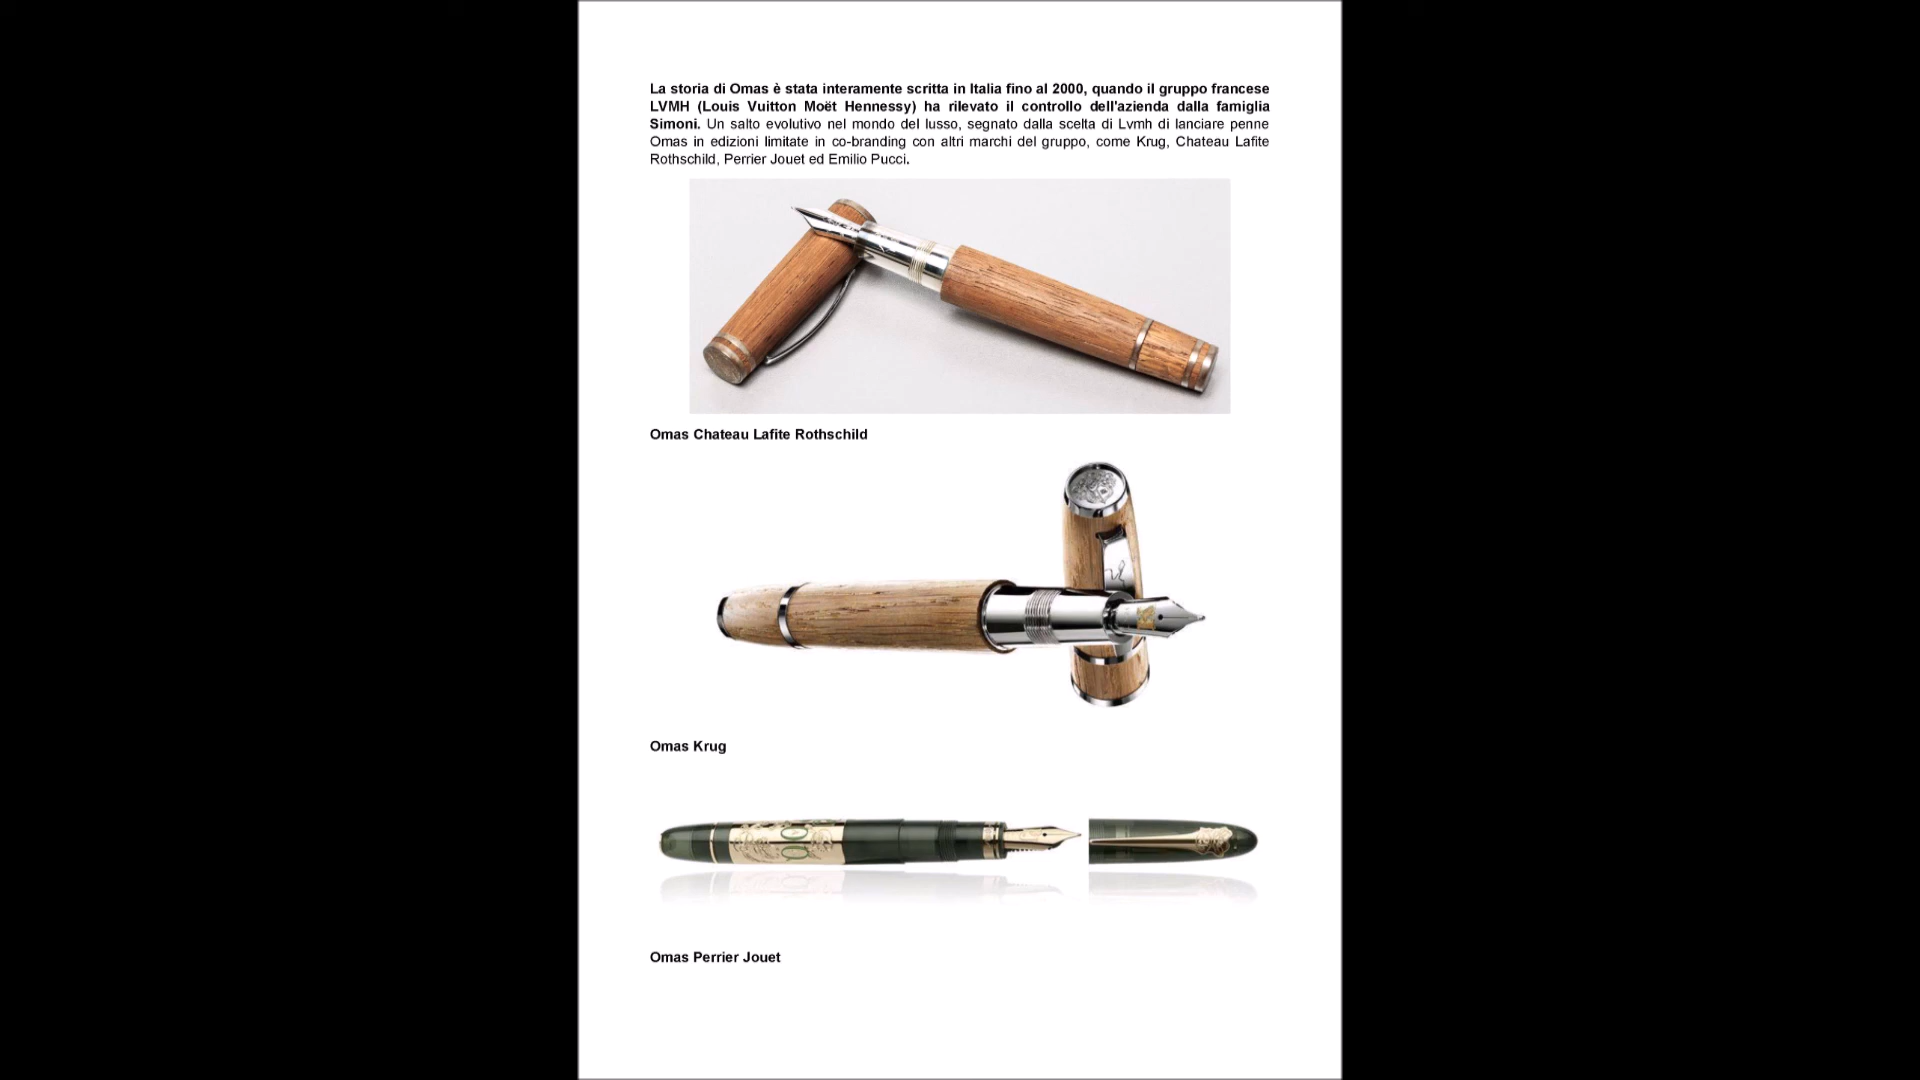 La storia di Omas è stata interamente scritta in Italia fino al 2000, quando il gruppo francese
LVMH (Louis Vuitton Moët Hennessy) ha rilevato il controllo dell'azienda dalla famiglia
Simoni. Un salto evolutivo nel mondo del lusso, segnato dalla scelta di Lvmh di lanciare penne
Omas in edizioni limitate in co-branding con altri marchi del gruppo, come Krug, Chateau Lafite
Rothschild, Perrier Jouet ed Emilio Pucci.
Omas Chateau Lafite Rothschild
Omas Krug
Omas Perrier Jouet